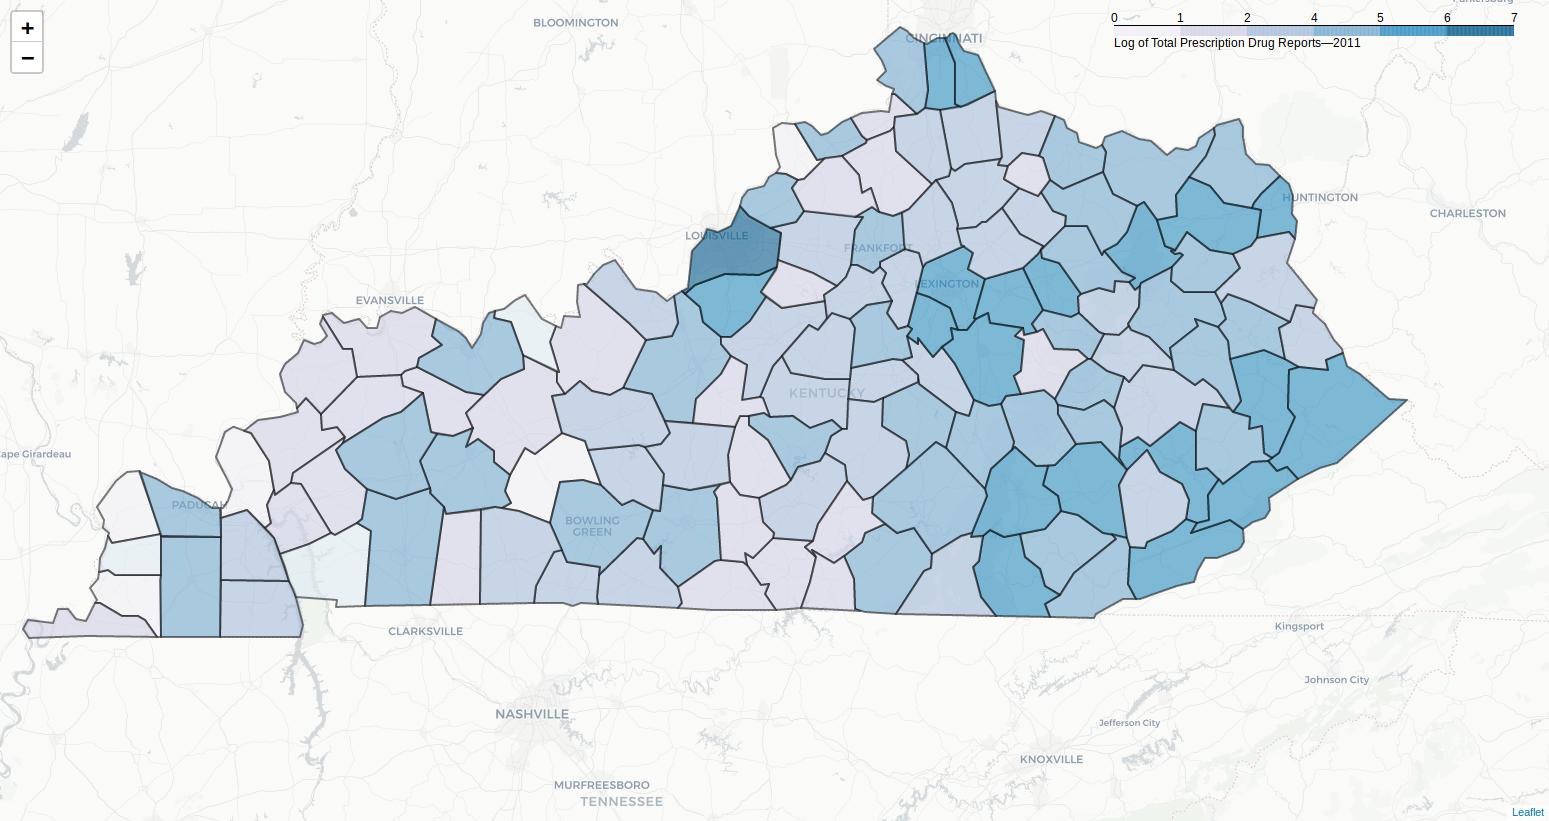 Parkersburg
+
−
0 1 2 4 5 6 7
Log of Total Prescription Drug Reports—2011
BLOOMINGTON
CINCINNATI
HUNTINGTON
CHARLESTON
LOUISVILLE
FRANKFORT
LEXINGTON
EVANSVILLE
KENTUCKY
Cape Girardeau
PADUCAH
BOWLING
GREEN
CLARKSVILLE
Kingsport
Johnson City
NASHVILLE
Jefferson City
KNOXVILLE
MURFREESBORO
TENNESSEE
Leaflet